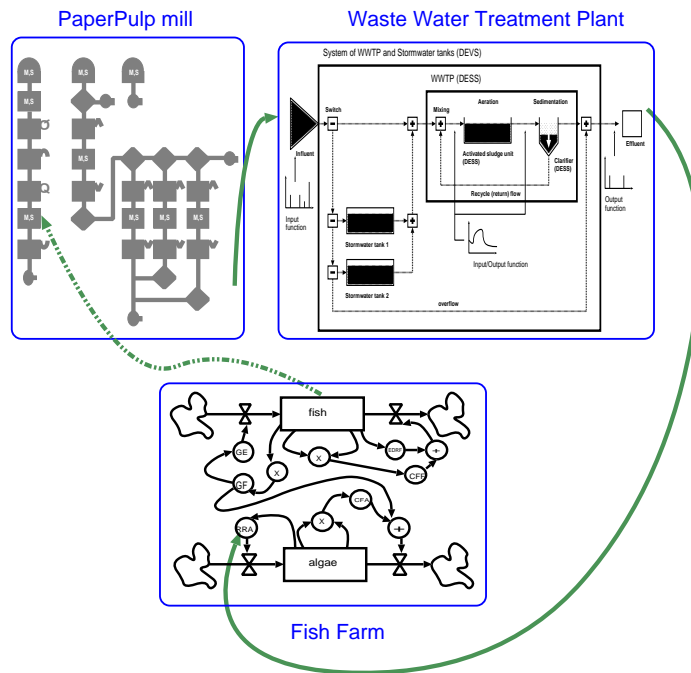 PaperPulp mill
Waste Water Treatment Plant
M,S
M,S
M,S
M,S
M,S
M,S
M,S
System of WWTP and Stormwater tanks (DEVS)
WWTP (DESS)
Switch
Mixing
Aeration
Sedimentation
Influent
Activated sludge unit
(DESS)
Clarifier
(DESS)
Effluent
Recycle (return) flow
Input
function
Output
function
Stormwater tank 1
Input/Output function
Stormwater tank 2
overflow
fish
GE
EDRF
X
X
CFF
GF
CFA
RRA
X
algae
Fish Farm